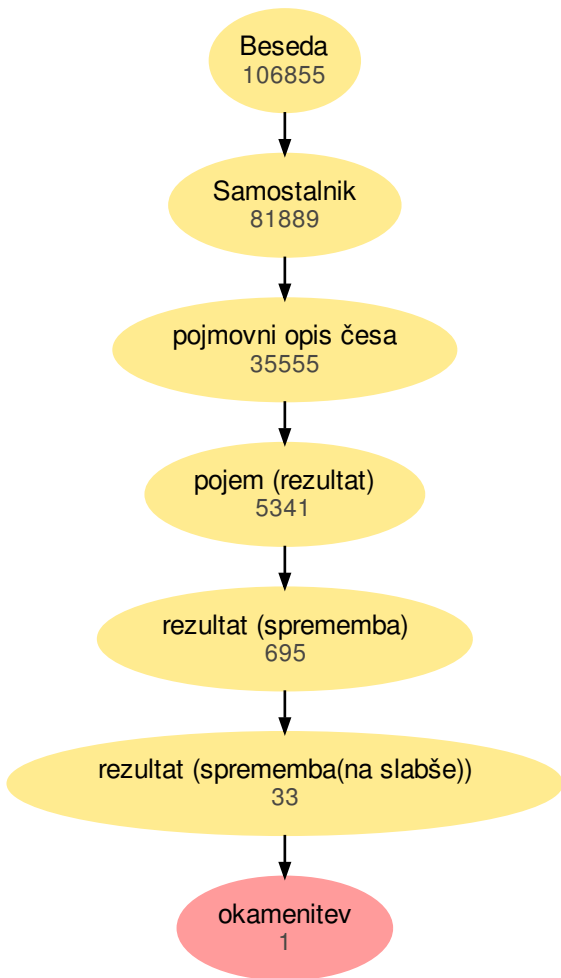 Beseda
106855
Samostalnik
81889
pojmovni opis česa
35555
pojem (rezultat)
5341
rezultat (sprememba)
695
rezultat (sprememba(na slabše))
33
okamenitev
1